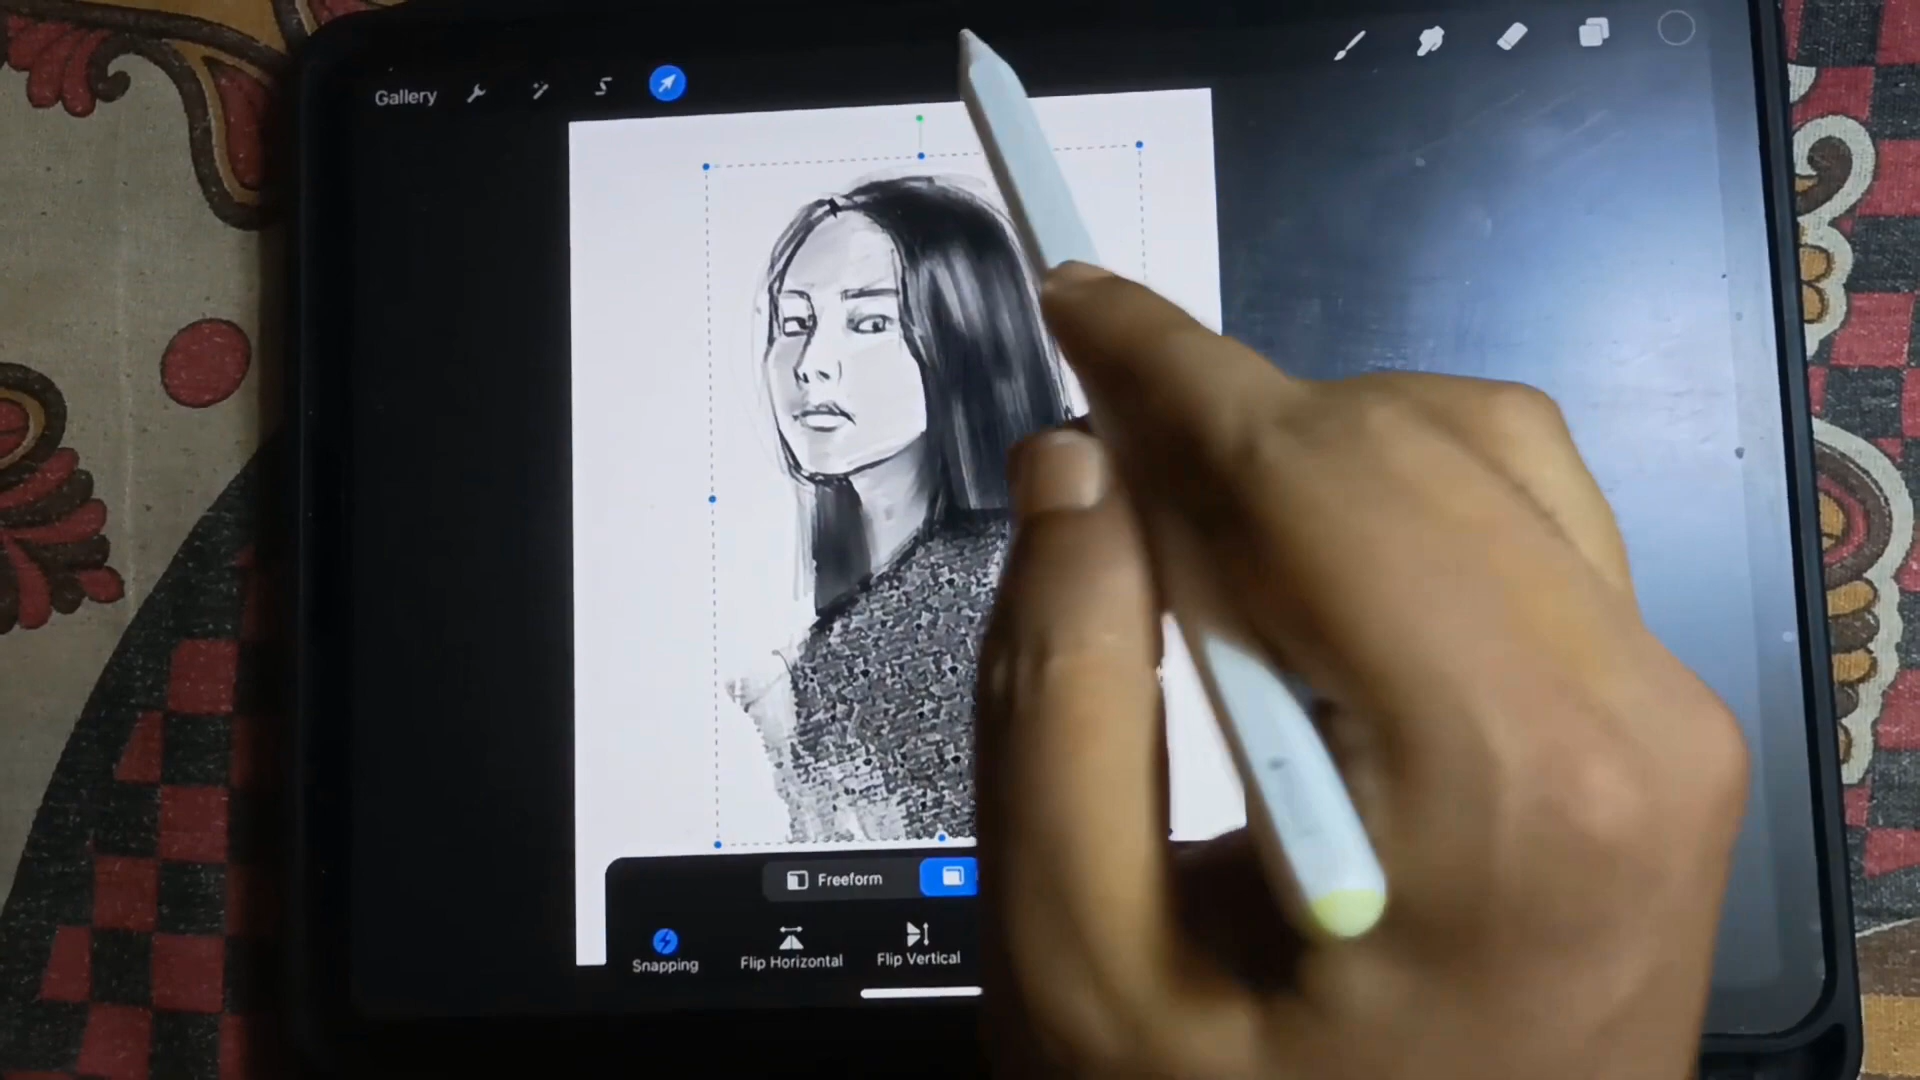 Gallery
Freeform
Snapping
Flip Horizontal
Flip Vertical